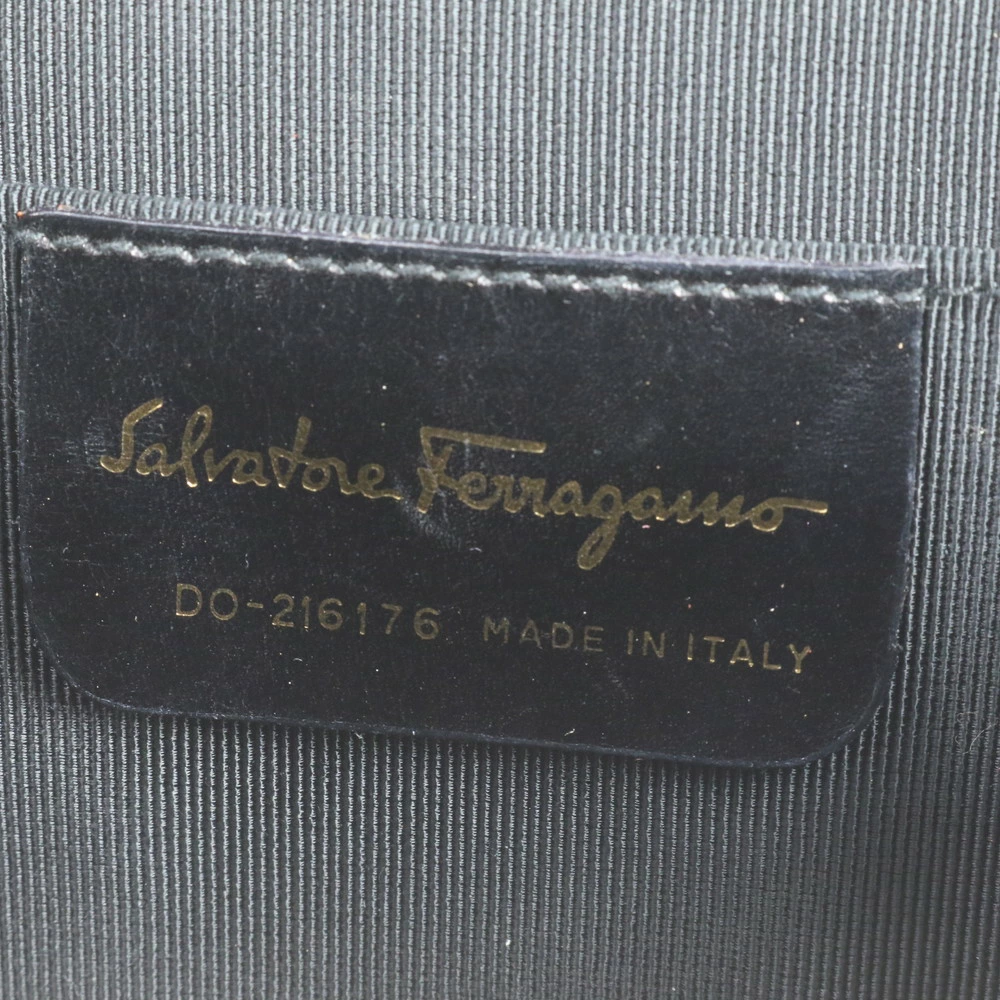 Salvatore Ferragamo
DO-216176 MADE IN ITALY